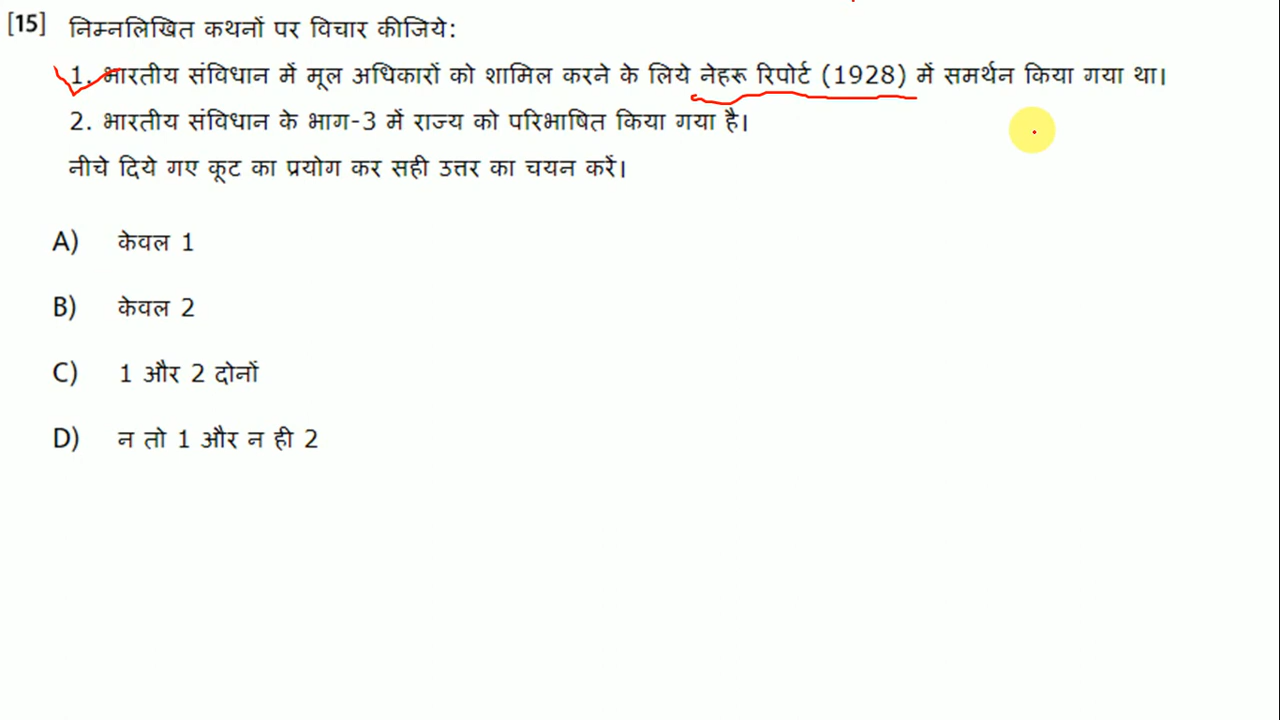 [15] निम्नलिखित कथनों पर विचार कीजिये:
1. भारतीय संविधान में मूल अधिकारों को शामिल करने के लिये नेहरू रिपोर्ट (1928) में समर्थन किया गया था।
2. भारतीय संविधान के भाग-3 में राज्य को परिभाषित किया गया है।
नीचे दिये गए कूट का प्रयोग कर सही उत्तर का चयन करें।
A) केवल 1
B) केवल 2
C) 1 और 2 दोनों
D) न तो 1 और न ही 2